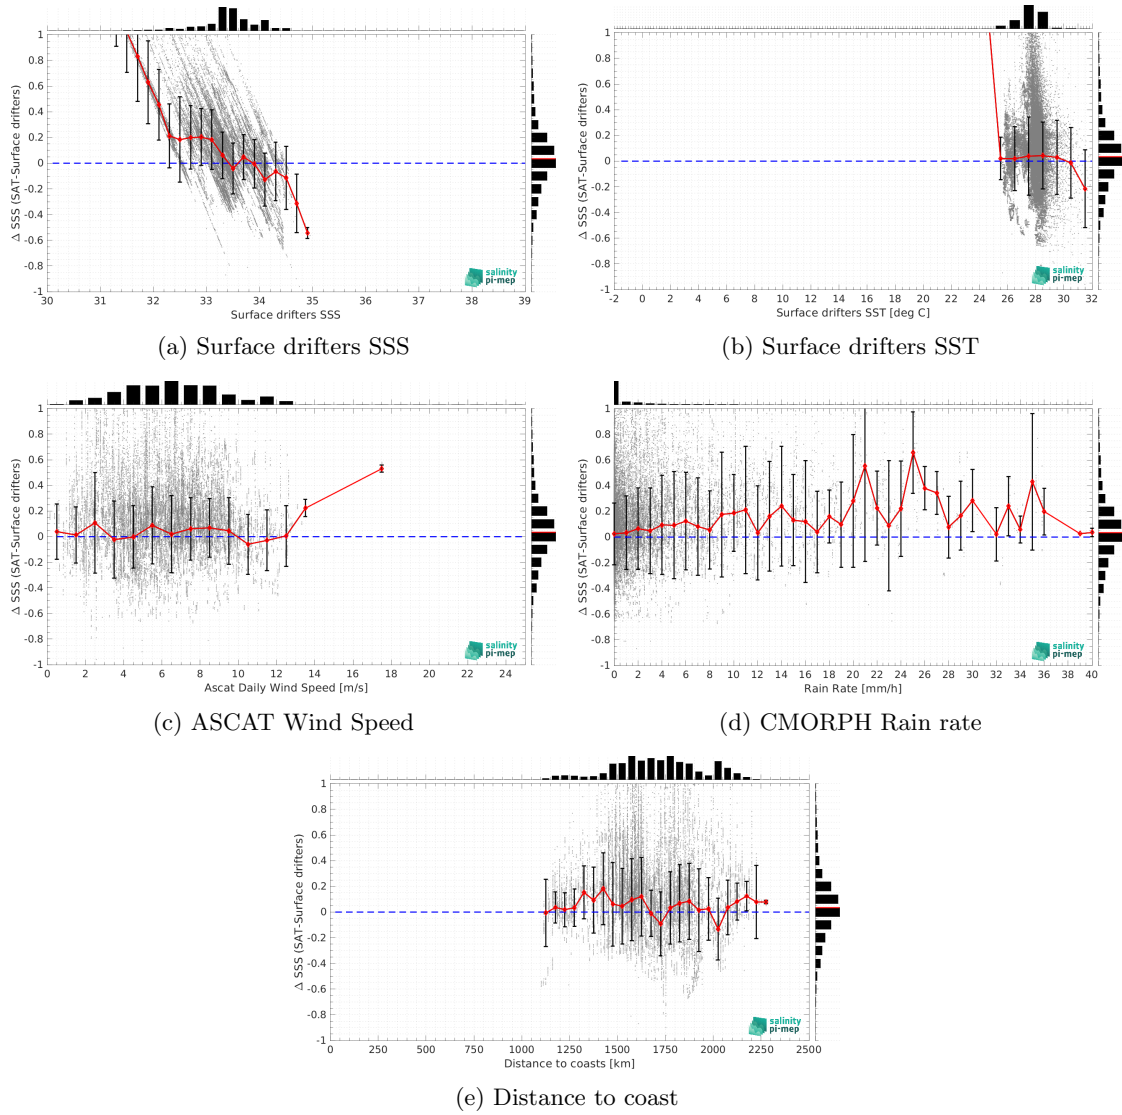 1
0.8
0.6
0.4
0.2
0
-0.2
-0.4
-0.6
-0.8
-1
Δ SSS (SAT-Surface drifters)
30 31 32 33 34 35 36 37 38 39
Surface drifters SSS
salinity
pi-mep
(a) Surface drifters SSS
1
0.8
0.6
0.4
0.2
0
-0.2
-0.4
-0.6
-0.8
-1
Δ SSS (SAT-Surface drifters)
-2 0 2 4 6 8 10 12 14 16 18 20 22 24 26 28 30 32
Surface drifters SST [deg C]
salinity
pi-mep
(b) Surface drifters SST
1
0.8
0.6
0.4
0.2
0
-0.2
-0.4
-0.6
-0.8
-1
Δ SSS (SAT-Surface drifters)
0 2 4 6 8 10 12 14 16 18 20 22 24
Ascat Daily Wind Speed [m/s]
salinity
pi-mep
(c) ASCAT Wind Speed
1
0.8
0.6
0.4
0.2
0
-0.2
-0.4
-0.6
-0.8
-1
Δ SSS (SAT-Surface drifters)
0 2 4 6 8 10 12 14 16 18 20 22 24 26 28 30 32 34 36 38 40
Rain Rate [mm/h]
salinity
pi-mep
(d) CMORPH Rain rate
1
0.8
0.6
0.4
0.2
0
-0.2
-0.4
-0.6
-0.8
-1
Δ SSS (SAT-Surface drifters)
0 250 500 750 1000 1250 1500 1750 2000 2250 2500
Distance to coasts [km]
salinity
pi-mep
(e) Distance to coast